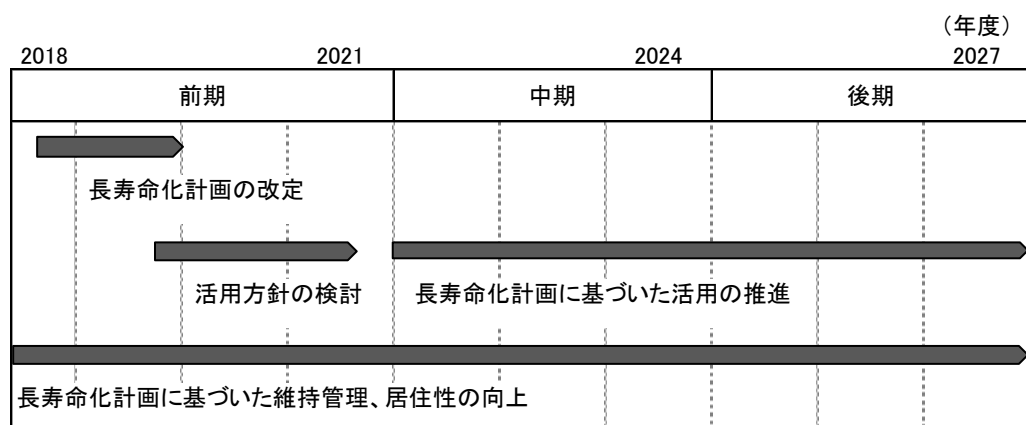 （年度）
2018 2021 2024 2027
前期 中期 後期
長寿命化計画の改定
活用方針の検討 長寿命化計画に基づいた活用の推進
長寿命化計画に基づいた維持管理、居住性の向上